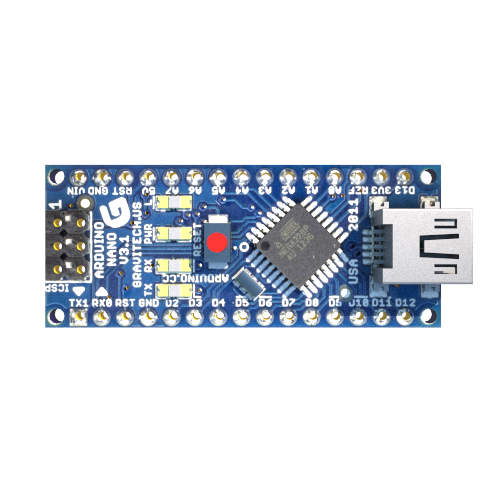 VIN GND RST 5V A7 A6 A5 A4 A3 A2 A1 A0 REF 3V3 D13
1
L
PWR
RX
TX
ICSP
ARDUINO
NANO
V3.1
GRAVITECH.US
RESET
ARDUINO.CC
USA
2011
TX1 RX0 RST GND D2 D3 D4 D5 D6 D7 D8 D9 D10 D11 D12